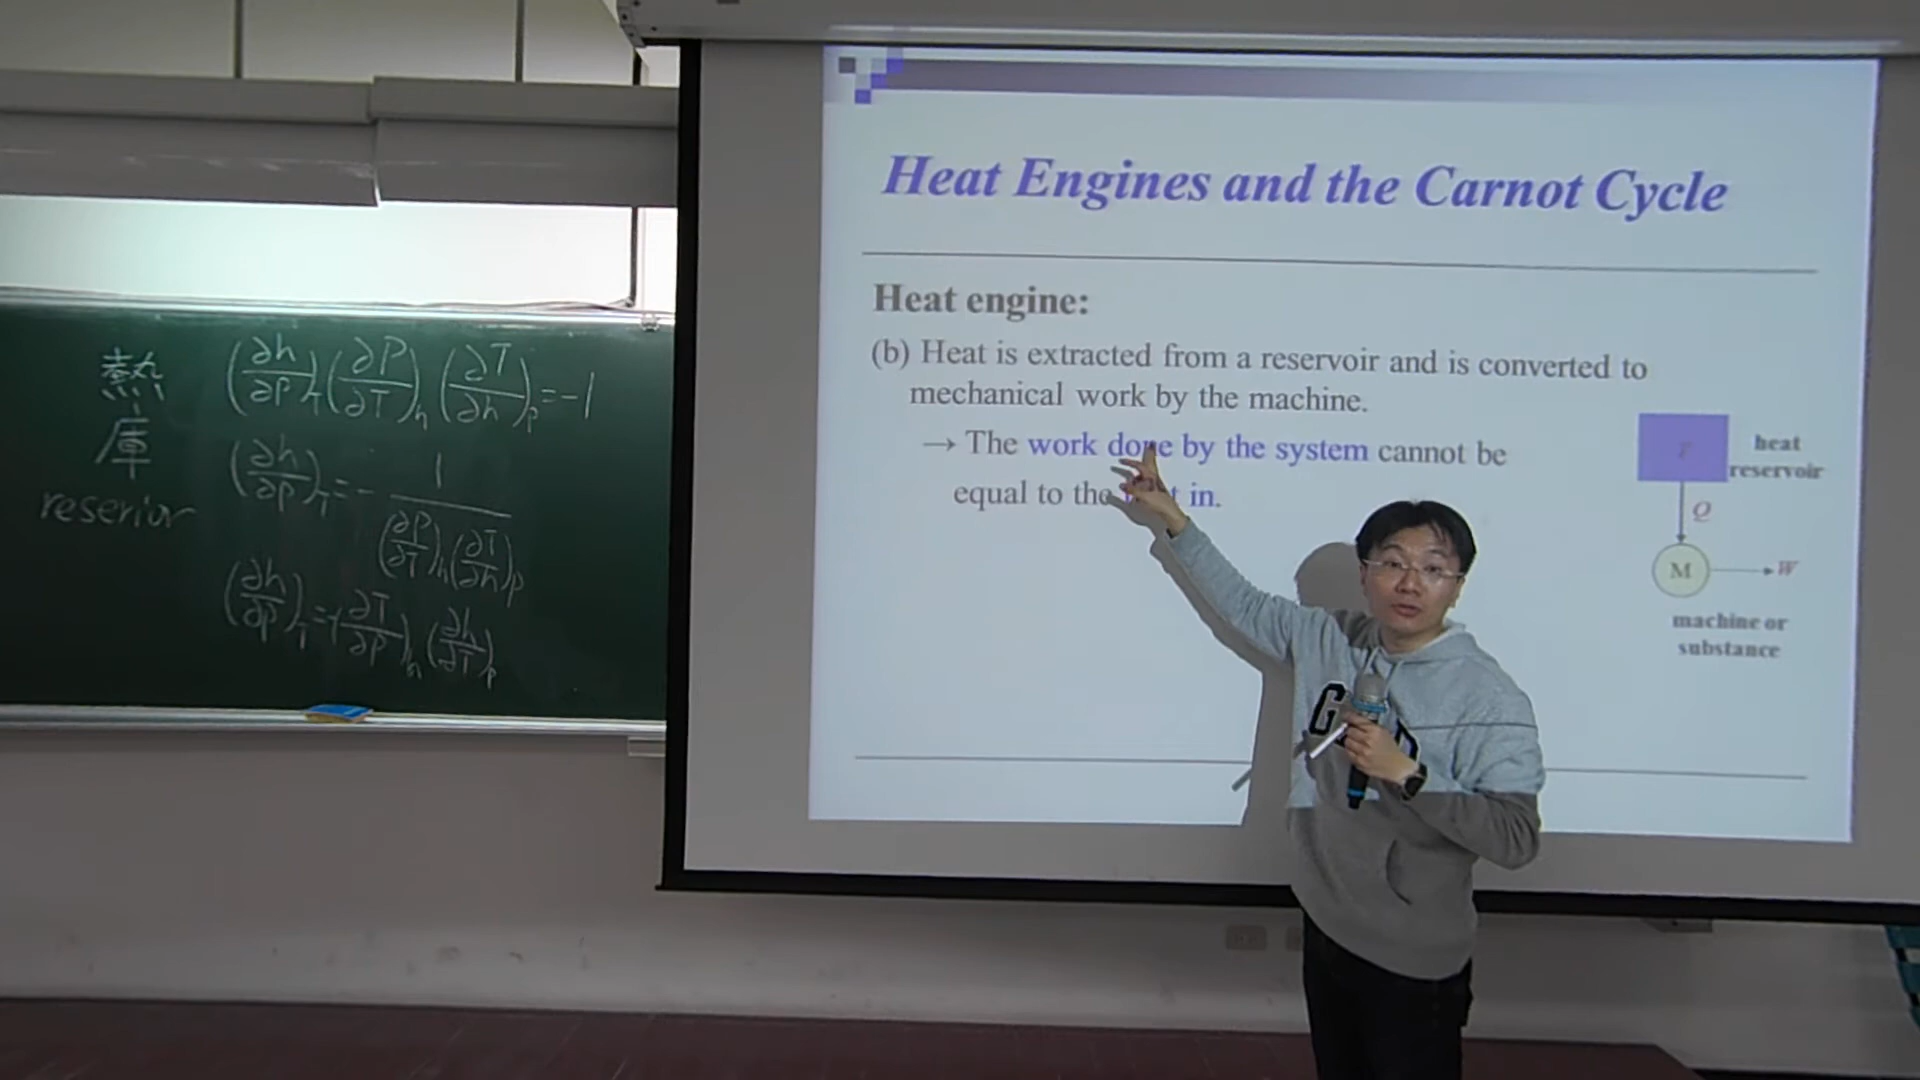 熱
庫
reserior
(∂h/∂P)_T (∂P/∂T)_h (∂T/∂h)_P = -1
(∂h/∂P)_T = - 1 / (∂P/∂T)_h (∂T/∂h)_P
(∂h/∂P)_T = -(∂T/∂P)_h (∂h/∂T)_P
Heat Engines and the Carnot Cycle
Heat engine:
(b) Heat is extracted from a reservoir and is converted to
mechanical work by the machine.
→ The work done by the system cannot be
equal to the in.
heat
reservoir
Q
M
W
machine or
substance